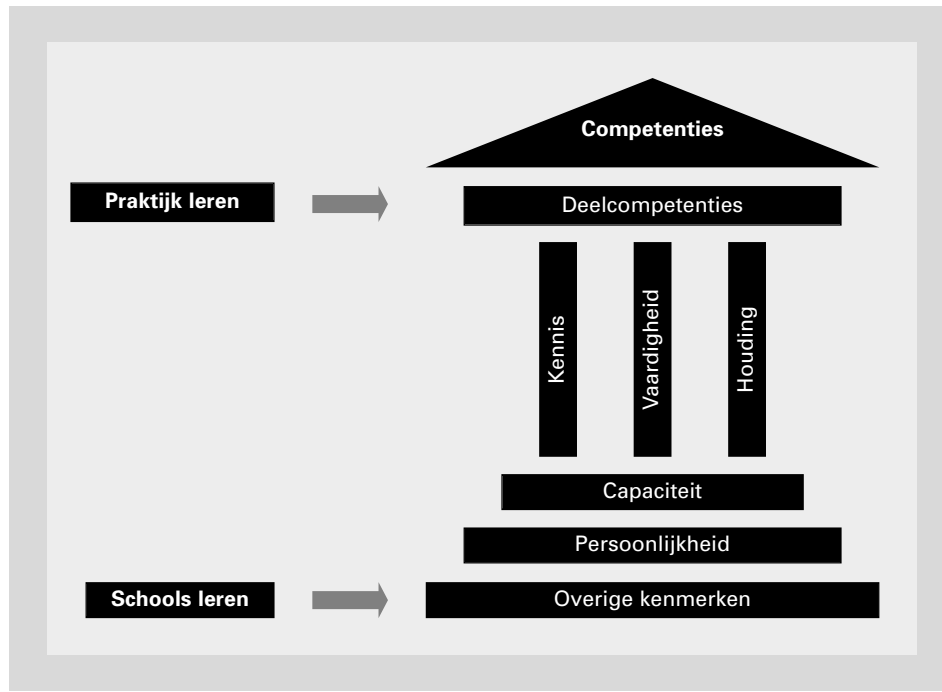 Competenties
Praktijk leren
Deelcompetenties
Kennis
Vaardigheid
Houding
Capaciteit
Persoonlijkheid
Schools leren
Overige kenmerken